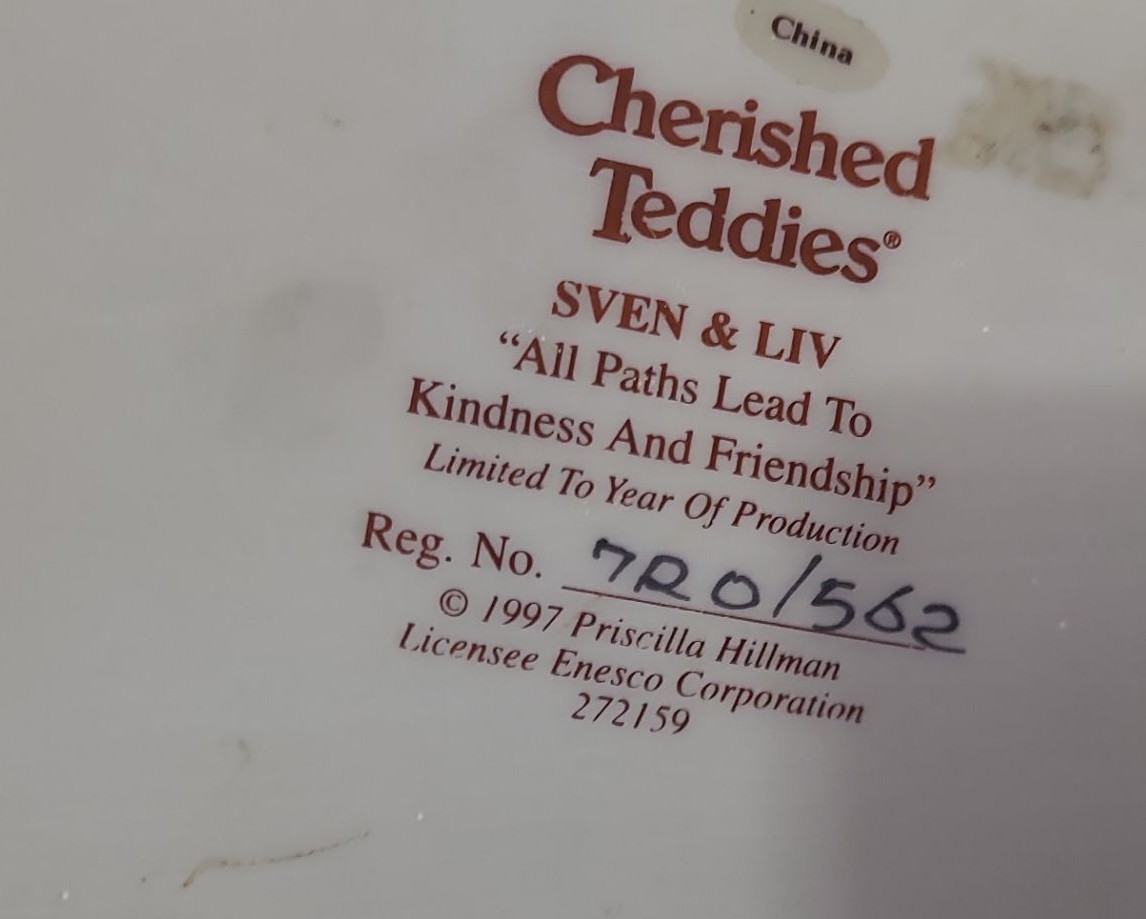 China
Cherished
Teddies®
SVEN & LIV
“All Paths Lead To
Kindness And Friendship”
Limited To Year Of Production
Reg. No. 7R0/562
© 1997 Priscilla Hillman
Licensee Enesco Corporation
272159